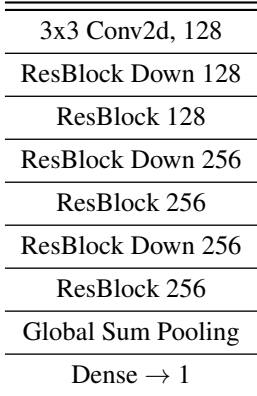 3x3 Conv2d, 128
ResBlock Down 128
ResBlock 128
ResBlock Down 256
ResBlock 256
ResBlock Down 256
ResBlock 256
Global Sum Pooling
Dense → 1